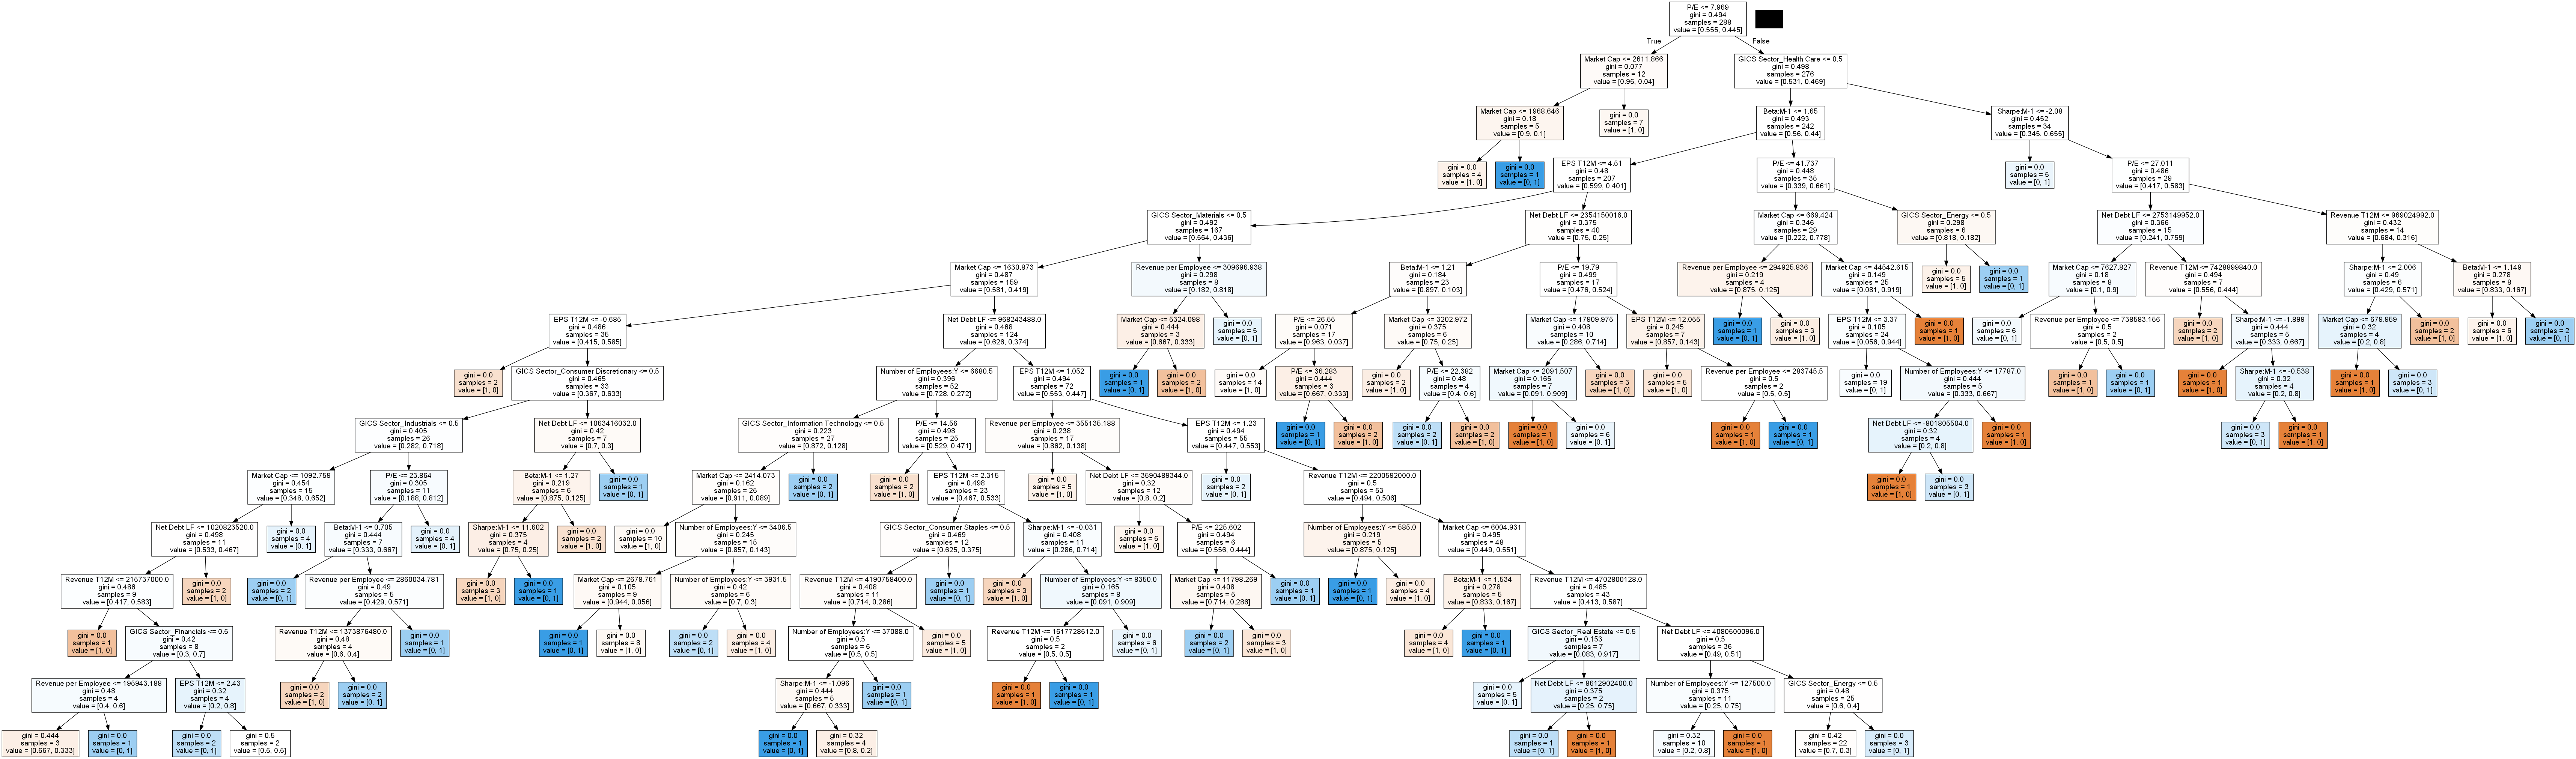 P/E <= 7.969
gini = 0.494
samples = 288
value = [0.555, 0.445]
True
False
Market Cap <= 2611.866
gini = 0.077
samples = 12
value = [0.96, 0.04]
GICS Sector_Health Care <= 0.5
gini = 0.498
samples = 276
value = [0.531, 0.469]
Market Cap <= 1968.646
gini = 0.18
samples = 5
value = [0.9, 0.1]
gini = 0.0
samples = 7
value = [1, 0]
Beta:M-1 <= 1.65
gini = 0.493
samples = 242
value = [0.56, 0.44]
Sharpe:M-1 <= -2.08
gini = 0.452
samples = 34
value = [0.345, 0.655]
gini = 0.0
samples = 4
value = [1, 0]
gini = 0.0
samples = 1
value = [0, 1]
EPS T12M <= 4.51
gini = 0.48
samples = 207
value = [0.599, 0.401]
P/E <= 41.737
gini = 0.448
samples = 35
value = [0.339, 0.661]
gini = 0.0
samples = 5
value = [0, 1]
P/E <= 27.011
gini = 0.486
samples = 29
value = [0.417, 0.583]
GICS Sector_Materials <= 0.5
gini = 0.492
samples = 167
value = [0.564, 0.436]
Net Debt LF <= 2354150016.0
gini = 0.375
samples = 40
value = [0.75, 0.25]
Market Cap <= 669.424
gini = 0.346
samples = 29
value = [0.222, 0.778]
GICS Sector_Energy <= 0.5
gini = 0.298
samples = 6
value = [0.818, 0.182]
Net Debt LF <= 2753149952.0
gini = 0.366
samples = 15
value = [0.241, 0.759]
Revenue T12M <= 969024992.0
gini = 0.432
samples = 14
value = [0.684, 0.316]
Market Cap <= 1630.873
gini = 0.487
samples = 159
value = [0.581, 0.419]
Revenue per Employee <= 309696.938
gini = 0.298
samples = 8
value = [0.182, 0.818]
Beta:M-1 <= 1.21
gini = 0.184
samples = 23
value = [0.897, 0.103]
P/E <= 19.79
gini = 0.499
samples = 17
value = [0.476, 0.524]
Revenue per Employee <= 294925.836
gini = 0.219
samples = 4
value = [0.875, 0.125]
Market Cap <= 44542.615
gini = 0.149
samples = 25
value = [0.081, 0.919]
gini = 0.0
samples = 5
value = [1, 0]
gini = 0.0
samples = 1
value = [0, 1]
Market Cap <= 7627.827
gini = 0.18
samples = 8
value = [0.1, 0.9]
Revenue T12M <= 7428899840.0
gini = 0.494
samples = 7
value = [0.556, 0.444]
Sharpe:M-1 <= 2.006
gini = 0.49
samples = 6
value = [0.429, 0.571]
Beta:M-1 <= 1.149
gini = 0.278
samples = 8
value = [0.833, 0.167]
EPS T12M <= -0.685
gini = 0.486
samples = 35
value = [0.415, 0.585]
Net Debt LF <= 968243488.0
gini = 0.468
samples = 124
value = [0.626, 0.374]
Market Cap <= 5324.098
gini = 0.444
samples = 3
value = [0.667, 0.333]
gini = 0.0
samples = 5
value = [0, 1]
P/E <= 26.55
gini = 0.071
samples = 17
value = [0.963, 0.037]
Market Cap <= 3202.972
gini = 0.375
samples = 6
value = [0.75, 0.25]
Market Cap <= 17909.975
gini = 0.408
samples = 10
value = [0.286, 0.714]
EPS T12M <= 12.055
gini = 0.245
samples = 7
value = [0.857, 0.143]
gini = 0.0
samples = 1
value = [0, 1]
gini = 0.0
samples = 3
value = [1, 0]
EPS T12M <= 3.37
gini = 0.105
samples = 24
value = [0.056, 0.944]
gini = 0.0
samples = 1
value = [1, 0]
gini = 0.0
samples = 6
value = [0, 1]
Revenue per Employee <= 738583.156
gini = 0.5
samples = 2
value = [0.5, 0.5]
gini = 0.0
samples = 2
value = [1, 0]
Sharpe:M-1 <= -1.899
gini = 0.444
samples = 5
value = [0.333, 0.667]
Market Cap <= 679.959
gini = 0.32
samples = 4
value = [0.2, 0.8]
gini = 0.0
samples = 2
value = [1, 0]
gini = 0.0
samples = 6
value = [1, 0]
gini = 0.0
samples = 2
value = [0, 1]
gini = 0.0
samples = 2
value = [1, 0]
GICS Sector_Consumer Discretionary <= 0.5
gini = 0.465
samples = 33
value = [0.367, 0.633]
Number of Employees:Y <= 6680.5
gini = 0.396
samples = 52
value = [0.728, 0.272]
EPS T12M <= 1.052
gini = 0.494
samples = 72
value = [0.553, 0.447]
gini = 0.0
samples = 1
value = [0, 1]
gini = 0.0
samples = 2
value = [1, 0]
gini = 0.0
samples = 14
value = [1, 0]
P/E <= 36.283
gini = 0.444
samples = 3
value = [0.667, 0.333]
gini = 0.0
samples = 2
value = [1, 0]
P/E <= 22.382
gini = 0.48
samples = 4
value = [0.4, 0.6]
Market Cap <= 2091.507
gini = 0.165
samples = 7
value = [0.091, 0.909]
gini = 0.0
samples = 3
value = [1, 0]
gini = 0.0
samples = 5
value = [1, 0]
Revenue per Employee <= 283745.5
gini = 0.5
samples = 2
value = [0.5, 0.5]
gini = 0.0
samples = 19
value = [0, 1]
Number of Employees:Y <= 17787.0
gini = 0.444
samples = 5
value = [0.333, 0.667]
gini = 0.0
samples = 1
value = [1, 0]
gini = 0.0
samples = 1
value = [0, 1]
gini = 0.0
samples = 1
value = [1, 0]
Sharpe:M-1 <= -0.538
gini = 0.32
samples = 4
value = [0.2, 0.8]
gini = 0.0
samples = 1
value = [1, 0]
gini = 0.0
samples = 3
value = [0, 1]
GICS Sector_Industrials <= 0.5
gini = 0.405
samples = 26
value = [0.282, 0.718]
Net Debt LF <= 1063416032.0
gini = 0.42
samples = 7
value = [0.7, 0.3]
GICS Sector_Information Technology <= 0.5
gini = 0.223
samples = 27
value = [0.872, 0.128]
P/E <= 14.56
gini = 0.498
samples = 25
value = [0.529, 0.471]
Revenue per Employee <= 355135.188
gini = 0.238
samples = 17
value = [0.862, 0.138]
EPS T12M <= 1.23
gini = 0.494
samples = 55
value = [0.447, 0.553]
gini = 0.0
samples = 1
value = [0, 1]
gini = 0.0
samples = 2
value = [1, 0]
gini = 0.0
samples = 2
value = [0, 1]
gini = 0.0
samples = 2
value = [1, 0]
gini = 0.0
samples = 1
value = [1, 0]
gini = 0.0
samples = 6
value = [0, 1]
gini = 0.0
samples = 1
value = [1, 0]
gini = 0.0
samples = 1
value = [0, 1]
Net Debt LF <= -801805504.0
gini = 0.32
samples = 4
value = [0.2, 0.8]
gini = 0.0
samples = 1
value = [1, 0]
gini = 0.0
samples = 3
value = [0, 1]
gini = 0.0
samples = 1
value = [1, 0]
Market Cap <= 1092.759
gini = 0.454
samples = 15
value = [0.348, 0.652]
P/E <= 23.864
gini = 0.305
samples = 11
value = [0.188, 0.812]
Beta:M-1 <= 1.27
gini = 0.219
samples = 6
value = [0.875, 0.125]
gini = 0.0
samples = 1
value = [0, 1]
Market Cap <= 2414.073
gini = 0.162
samples = 25
value = [0.911, 0.089]
gini = 0.0
samples = 2
value = [0, 1]
gini = 0.0
samples = 2
value = [1, 0]
EPS T12M <= 2.315
gini = 0.498
samples = 23
value = [0.467, 0.533]
gini = 0.0
samples = 5
value = [1, 0]
Net Debt LF <= 3590489344.0
gini = 0.32
samples = 12
value = [0.8, 0.2]
gini = 0.0
samples = 2
value = [0, 1]
Revenue T12M <= 2200592000.0
gini = 0.5
samples = 53
value = [0.494, 0.506]
gini = 0.0
samples = 1
value = [1, 0]
gini = 0.0
samples = 3
value = [0, 1]
Net Debt LF <= 1020823520.0
gini = 0.498
samples = 11
value = [0.533, 0.467]
gini = 0.0
samples = 4
value = [0, 1]
Beta:M-1 <= 0.705
gini = 0.444
samples = 7
value = [0.333, 0.667]
gini = 0.0
samples = 4
value = [0, 1]
Sharpe:M-1 <= 11.602
gini = 0.375
samples = 4
value = [0.75, 0.25]
gini = 0.0
samples = 2
value = [1, 0]
gini = 0.0
samples = 10
value = [1, 0]
Number of Employees:Y <= 3406.5
gini = 0.245
samples = 15
value = [0.857, 0.143]
GICS Sector_Consumer Staples <= 0.5
gini = 0.469
samples = 12
value = [0.625, 0.375]
Sharpe:M-1 <= -0.031
gini = 0.408
samples = 11
value = [0.286, 0.714]
gini = 0.0
samples = 6
value = [1, 0]
P/E <= 225.602
gini = 0.494
samples = 6
value = [0.556, 0.444]
Number of Employees:Y <= 585.0
gini = 0.219
samples = 5
value = [0.875, 0.125]
Market Cap <= 6004.931
gini = 0.495
samples = 48
value = [0.449, 0.551]
Revenue T12M <= 215737000.0
gini = 0.486
samples = 9
value = [0.417, 0.583]
gini = 0.0
samples = 2
value = [1, 0]
gini = 0.0
samples = 2
value = [0, 1]
Revenue per Employee <= 2860034.781
gini = 0.49
samples = 5
value = [0.429, 0.571]
gini = 0.0
samples = 3
value = [1, 0]
gini = 0.0
samples = 1
value = [0, 1]
Market Cap <= 2678.761
gini = 0.105
samples = 9
value = [0.944, 0.056]
Number of Employees:Y <= 3931.5
gini = 0.42
samples = 6
value = [0.7, 0.3]
Revenue T12M <= 4190758400.0
gini = 0.408
samples = 11
value = [0.714, 0.286]
gini = 0.0
samples = 1
value = [0, 1]
gini = 0.0
samples = 3
value = [1, 0]
Number of Employees:Y <= 8350.0
gini = 0.165
samples = 8
value = [0.091, 0.909]
Market Cap <= 11798.269
gini = 0.408
samples = 5
value = [0.714, 0.286]
gini = 0.0
samples = 1
value = [0, 1]
gini = 0.0
samples = 1
value = [0, 1]
gini = 0.0
samples = 4
value = [1, 0]
Beta:M-1 <= 1.534
gini = 0.278
samples = 5
value = [0.833, 0.167]
Revenue T12M <= 4702800128.0
gini = 0.485
samples = 43
value = [0.413, 0.587]
gini = 0.0
samples = 1
value = [1, 0]
GICS Sector_Financials <= 0.5
gini = 0.42
samples = 8
value = [0.3, 0.7]
Revenue T12M <= 1373876480.0
gini = 0.48
samples = 4
value = [0.6, 0.4]
gini = 0.0
samples = 1
value = [0, 1]
gini = 0.0
samples = 1
value = [0, 1]
gini = 0.0
samples = 8
value = [1, 0]
gini = 0.0
samples = 2
value = [0, 1]
gini = 0.0
samples = 4
value = [1, 0]
Number of Employees:Y <= 37088.0
gini = 0.5
samples = 6
value = [0.5, 0.5]
gini = 0.0
samples = 5
value = [1, 0]
Revenue T12M <= 1617728512.0
gini = 0.5
samples = 2
value = [0.5, 0.5]
gini = 0.0
samples = 6
value = [0, 1]
gini = 0.0
samples = 2
value = [0, 1]
gini = 0.0
samples = 3
value = [1, 0]
gini = 0.0
samples = 4
value = [1, 0]
gini = 0.0
samples = 1
value = [0, 1]
GICS Sector_Real Estate <= 0.5
gini = 0.153
samples = 7
value = [0.083, 0.917]
Net Debt LF <= 4080500096.0
gini = 0.5
samples = 36
value = [0.49, 0.51]
Revenue per Employee <= 195943.188
gini = 0.48
samples = 4
value = [0.4, 0.6]
EPS T12M <= 2.43
gini = 0.32
samples = 4
value = [0.2, 0.8]
gini = 0.0
samples = 2
value = [1, 0]
gini = 0.0
samples = 2
value = [0, 1]
Sharpe:M-1 <= -1.096
gini = 0.444
samples = 5
value = [0.667, 0.333]
gini = 0.0
samples = 1
value = [0, 1]
gini = 0.0
samples = 1
value = [1, 0]
gini = 0.0
samples = 1
value = [0, 1]
gini = 0.0
samples = 5
value = [0, 1]
Net Debt LF <= 8612902400.0
gini = 0.375
samples = 2
value = [0.25, 0.75]
Number of Employees:Y <= 127500.0
gini = 0.375
samples = 11
value = [0.25, 0.75]
GICS Sector_Energy <= 0.5
gini = 0.48
samples = 25
value = [0.6, 0.4]
gini = 0.444
samples = 3
value = [0.667, 0.333]
gini = 0.0
samples = 1
value = [0, 1]
gini = 0.0
samples = 2
value = [0, 1]
gini = 0.5
samples = 2
value = [0.5, 0.5]
gini = 0.0
samples = 1
value = [0, 1]
gini = 0.32
samples = 4
value = [0.8, 0.2]
gini = 0.0
samples = 1
value = [0, 1]
gini = 0.0
samples = 1
value = [1, 0]
gini = 0.32
samples = 10
value = [0.2, 0.8]
gini = 0.0
samples = 1
value = [1, 0]
gini = 0.42
samples = 22
value = [0.7, 0.3]
gini = 0.0
samples = 3
value = [0, 1]